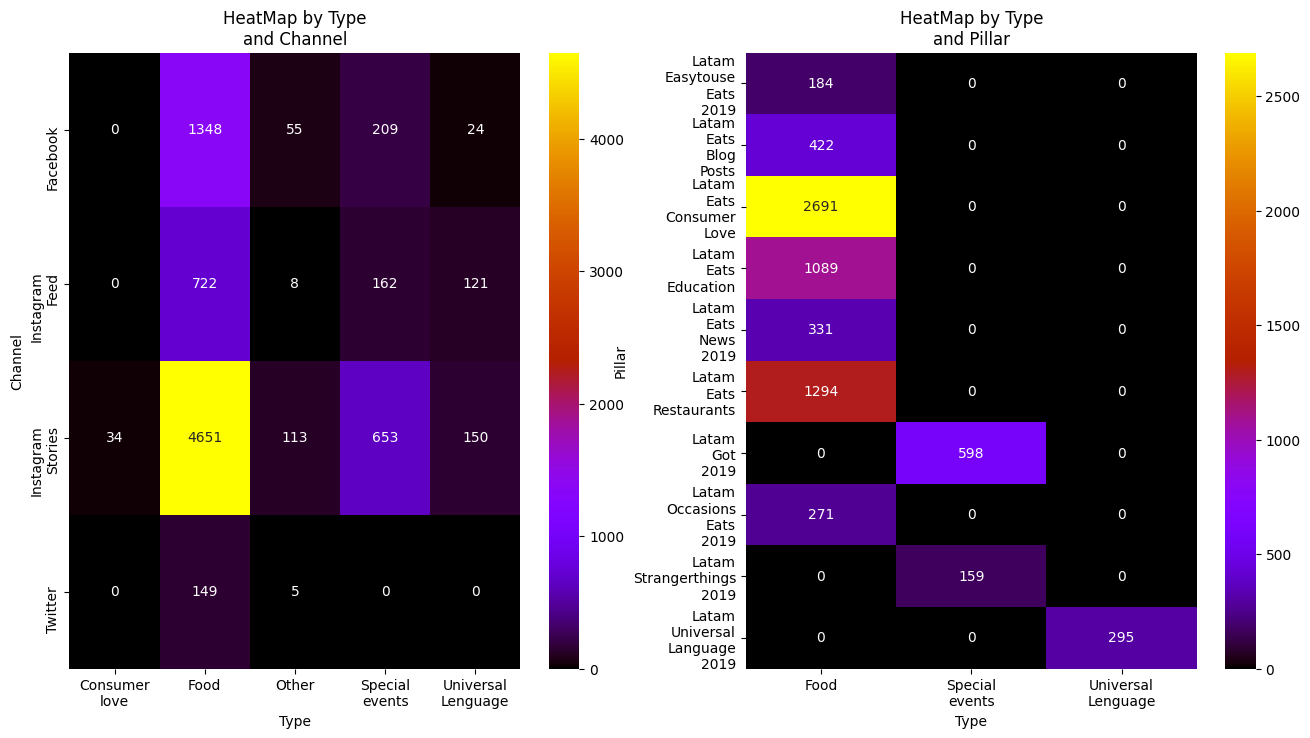 HeatMap by Type
and Channel
Channel
Facebook
0 1348 55 209 24
Instagram
Feed
0 722 8 162 121
Instagram
Stories
34 4651 113 653 150
Twitter
0 149 5 0 0
Consumer
love
Food
Other
Special
events
Universal
Lenguage
Type
4000
3000
2000
1000
0
HeatMap by Type
and Pillar
Pillar
Latam
Easytouse
Eats
2019
184 0 0
Latam
Eats
Blog
Posts
422 0 0
Latam
Eats
Consumer
Love
2691 0 0
Latam
Eats
Education
1089 0 0
Latam
Eats
News
2019
331 0 0
Latam
Eats
Restaurants
1294 0 0
Latam
Got
2019
0 598 0
Latam
Occasions
Eats
2019
271 0 0
Latam
Strangerthings
2019
0 159 0
Latam
Universal
Language
2019
0 0 295
Food
Special
events
Universal
Lenguage
Type
2500
2000
1500
1000
500
0